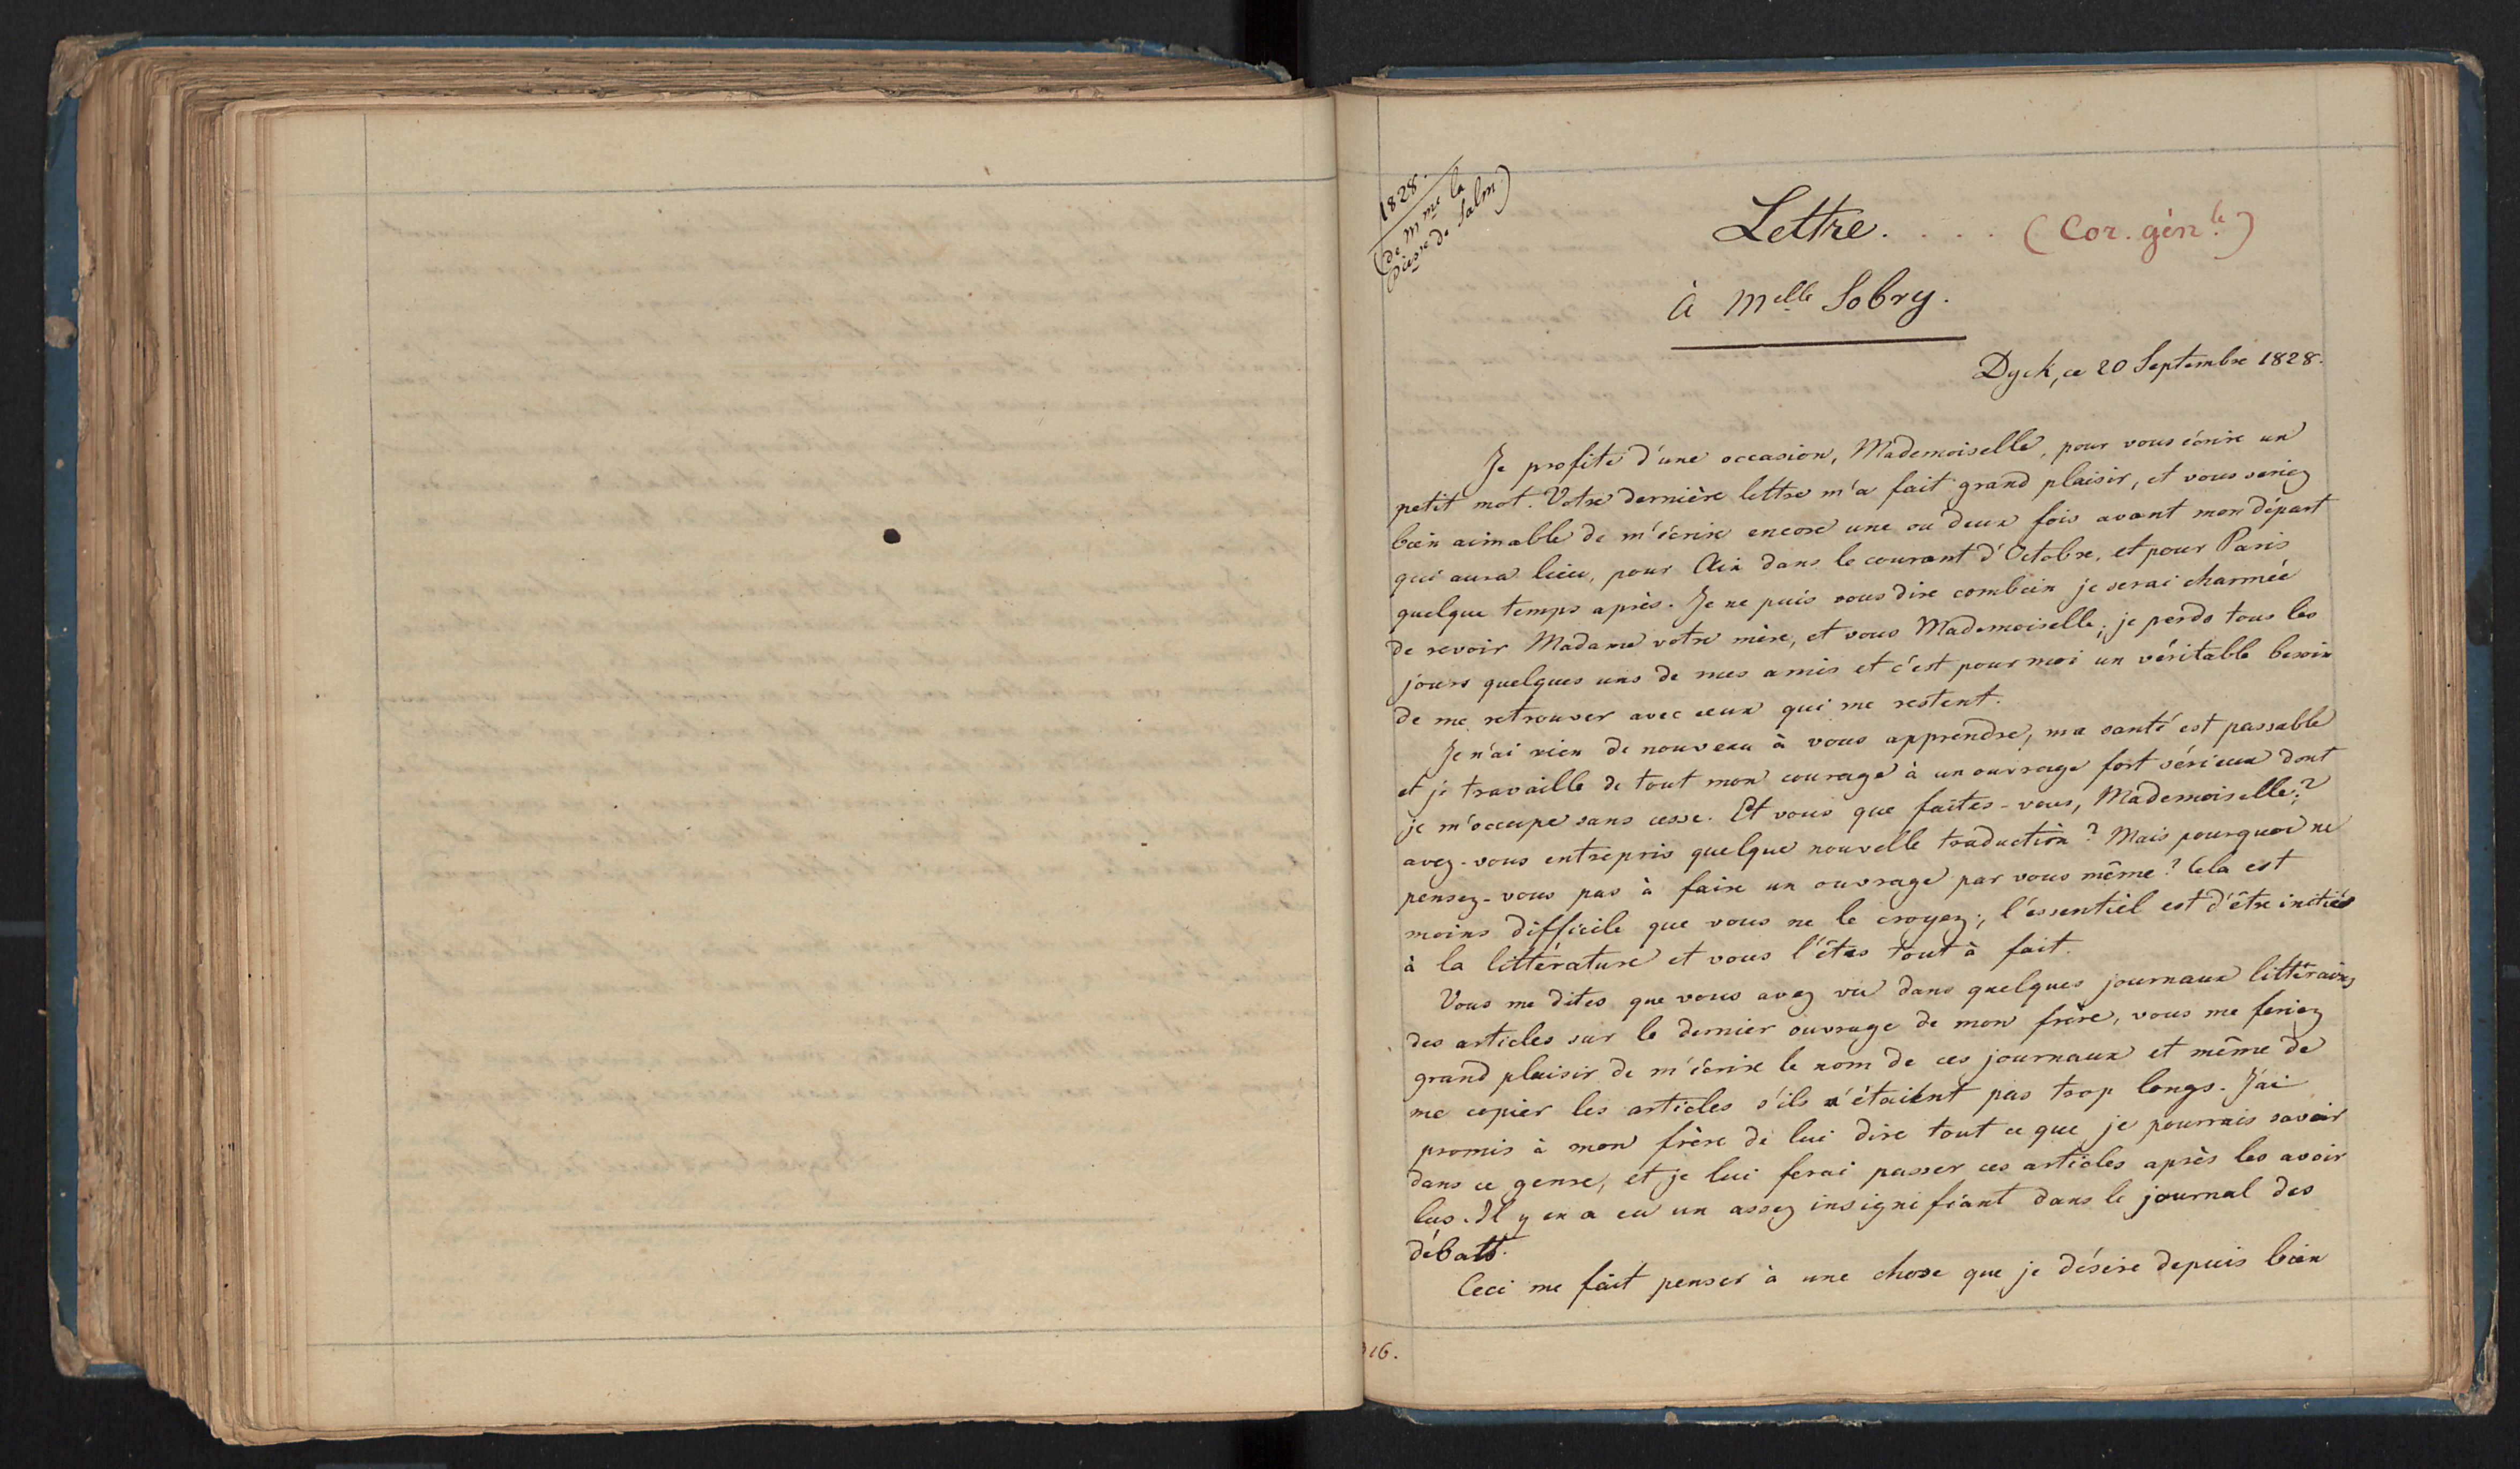 1828.
(de Mme la
Pcesse de Salm)
Lettre. . . . (Cor. génle)
à Melle Sobry.
Dyck, ce 20 Septembre 1828.
Je profite d'une occasion, Mademoiselle, pour vous écrire un
petit mot. Votre dernière lettre m'a fait grand plaisir, et vous seriez
bien aimable de m'écrire encore une ou deux fois avant mon départ
qui aura lieu, pour Aix dans le courant d'Octobre, et pour Paris
quelque temps après. Je ne puis vous dire combien je serai charmée
de revoir Madame votre mère, et vous Mademoiselle; je perds tous les
jours quelques uns de mes amis et c'est pour moi un véritable besoin
de me retrouver avec ceux qui me restent.
Je n'ai rien de nouveau à vous apprendre, ma santé est passable
et je travaille de tout mon courage à un ouvrage fort sérieux dont
je m'occupe sans cesse. Et vous que faites-vous, Mademoiselle?
avez-vous entrepris quelque nouvelle traduction? Mais pourquoi ne
pensez-vous pas à faire un ouvrage par vous même? Cela est
moins difficile que vous ne le croyez; l'essentiel est d'être initiée
à la littérature et vous l'êtes tout à fait.
Vous me dites que vous avez vu dans quelques journaux littéraires
des articles sur le dernier ouvrage de mon frère, vous me feriez
grand plaisir de m'écrire le nom de ces journaux et même de
me copier les articles s'ils n'étaient pas trop longs. J'ai
promis à mon frère de lui dire tout ce que je pourrais savoir
dans ce genre, et je lui ferai passer ces articles après les avoir
lus. Il y en a eu un assez insignifiant dans le journal des
débats.
Ceci me fait penser à une chose que je désire depuis bien
16.